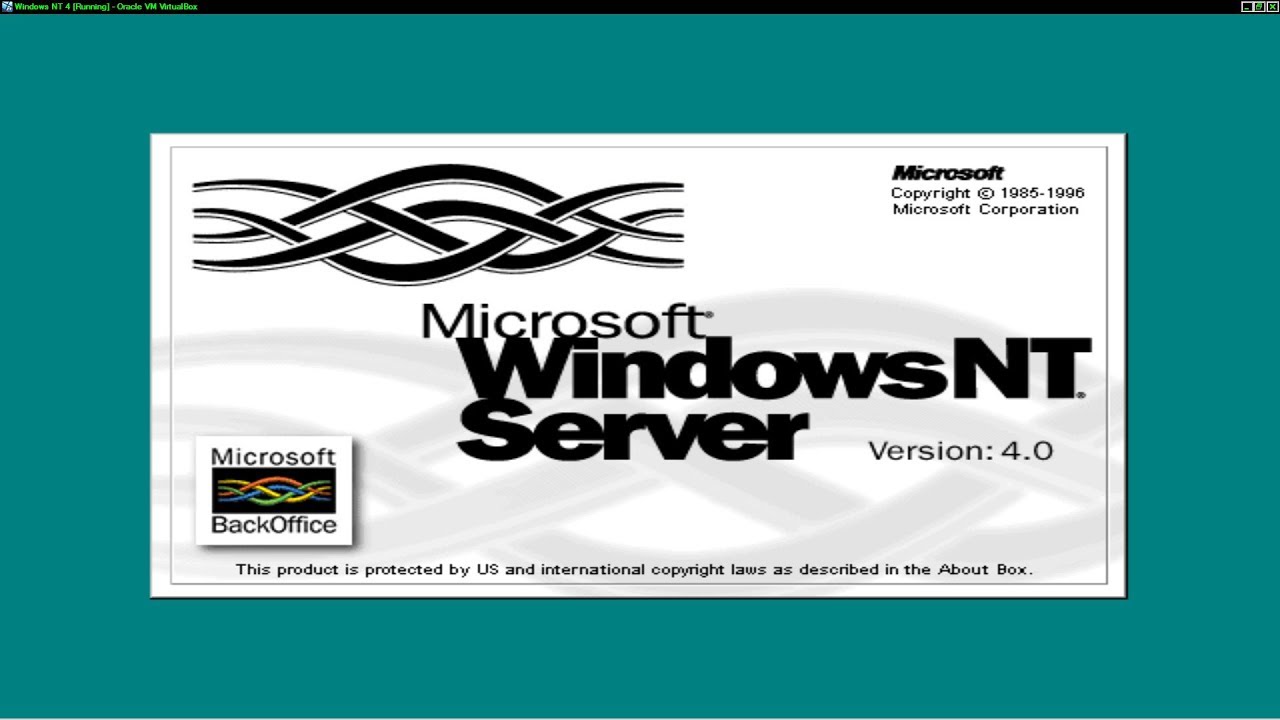 Windows NT 4 [Running] - Oracle VM VirtualBox
Microsoft
Copyright © 1985-1996
Microsoft Corporation
Microsoft®
Windows NT®
Server
Version: 4.0
Microsoft
BackOffice
This product is protected by US and international copyright laws as described in the About Box.